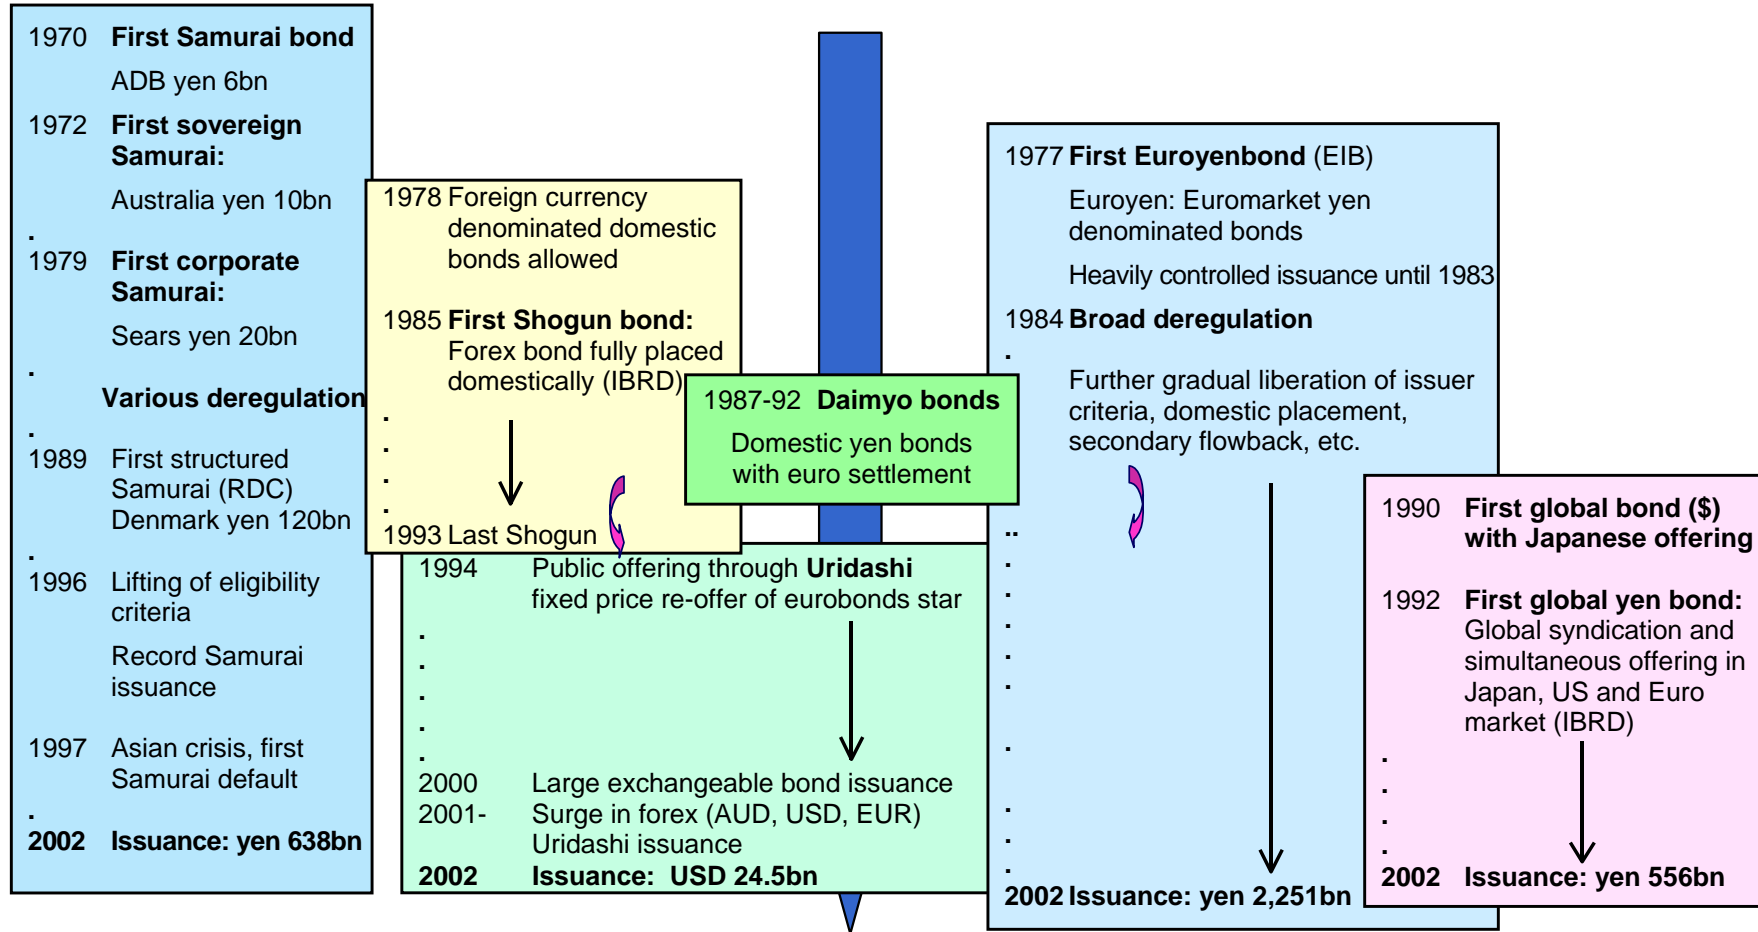 1970 First Samurai bond
ADB yen 6bn
1972 First sovereign
Samurai:
Australia yen 10bn
.
1979 First corporate
Samurai:
Sears yen 20bn
.
Various deregulation
.
1989 First structured
Samurai (RDC)
Denmark yen 120bn
.
1996 Lifting of eligibility
criteria
Record Samurai
issuance
1997 Asian crisis, first
Samurai default
.
2002 Issuance: yen 638bn
1978 Foreign currency
denominated domestic
bonds allowed
1985 First Shogun bond:
Forex bond fully placed
domestically (IBRD)
.
.
.
.
1993 Last Shogun
1987-92 Daimyo bonds
Domestic yen bonds
with euro settlement
1994 Public offering through Uridashi
fixed price re-offer of eurobonds star
.
.
.
.
.
2000 Large exchangeable bond issuance
2001- Surge in forex (AUD, USD, EUR)
Uridashi issuance
2002 Issuance: USD 24.5bn
1977 First Euroyenbond (EIB)
Euroyen: Euromarket yen
denominated bonds
Heavily controlled issuance until 1983
1984 Broad deregulation
.
Further gradual liberation of issuer
criteria, domestic placement,
secondary flowback, etc.
..
.
.
.
.
.
.
.
.
.
2002 Issuance: yen 2,251bn
1990 First global bond ($)
with Japanese offering
1992 First global yen bond:
Global syndication and
simultaneous offering in
Japan, US and Euro
market (IBRD)
.
.
.
.
2002 Issuance: yen 556bn